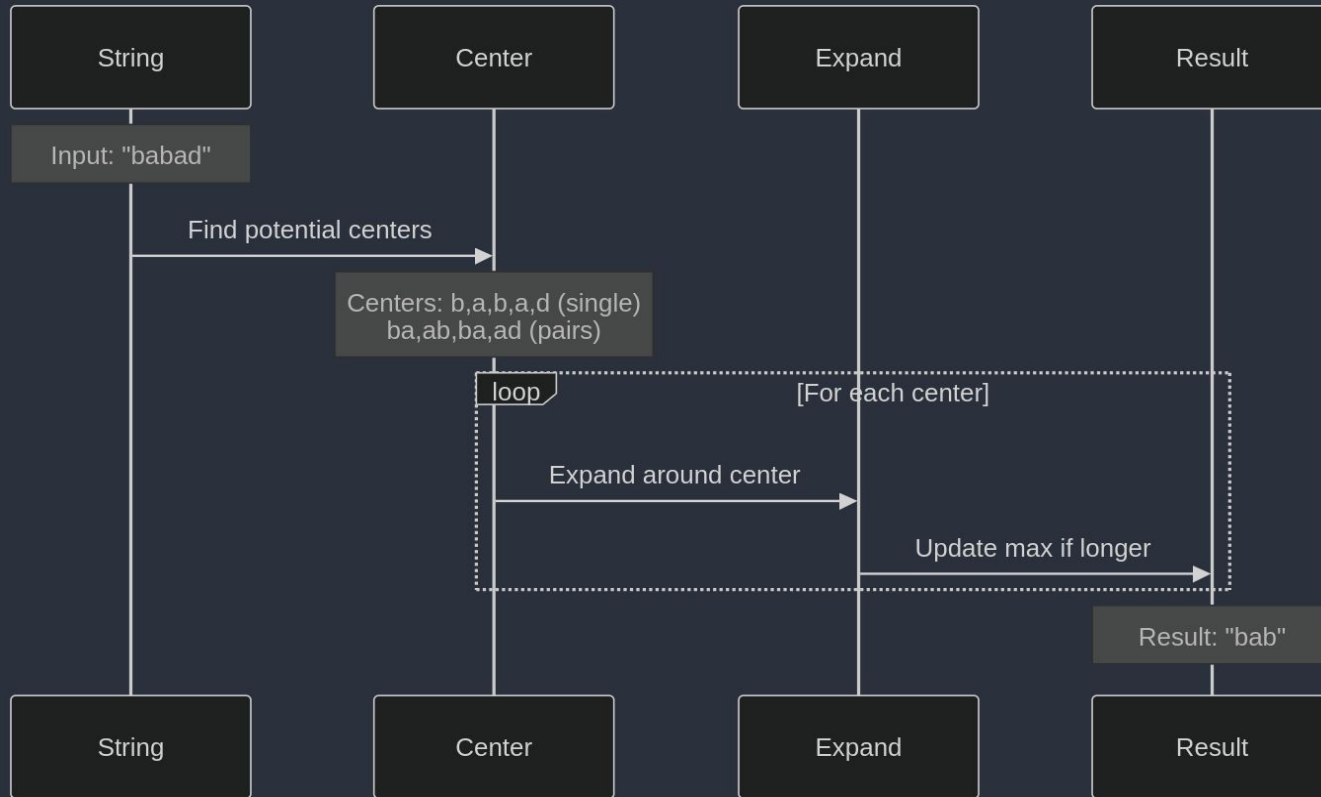 String
Center
Expand
Result
Input: "babad"
Find potential centers
Centers: b,a,b,a,d (single)
ba,ab,ba,ad (pairs)
loop
[For each center]
Expand around center
Update max if longer
Result: "bab"
String
Center
Expand
Result